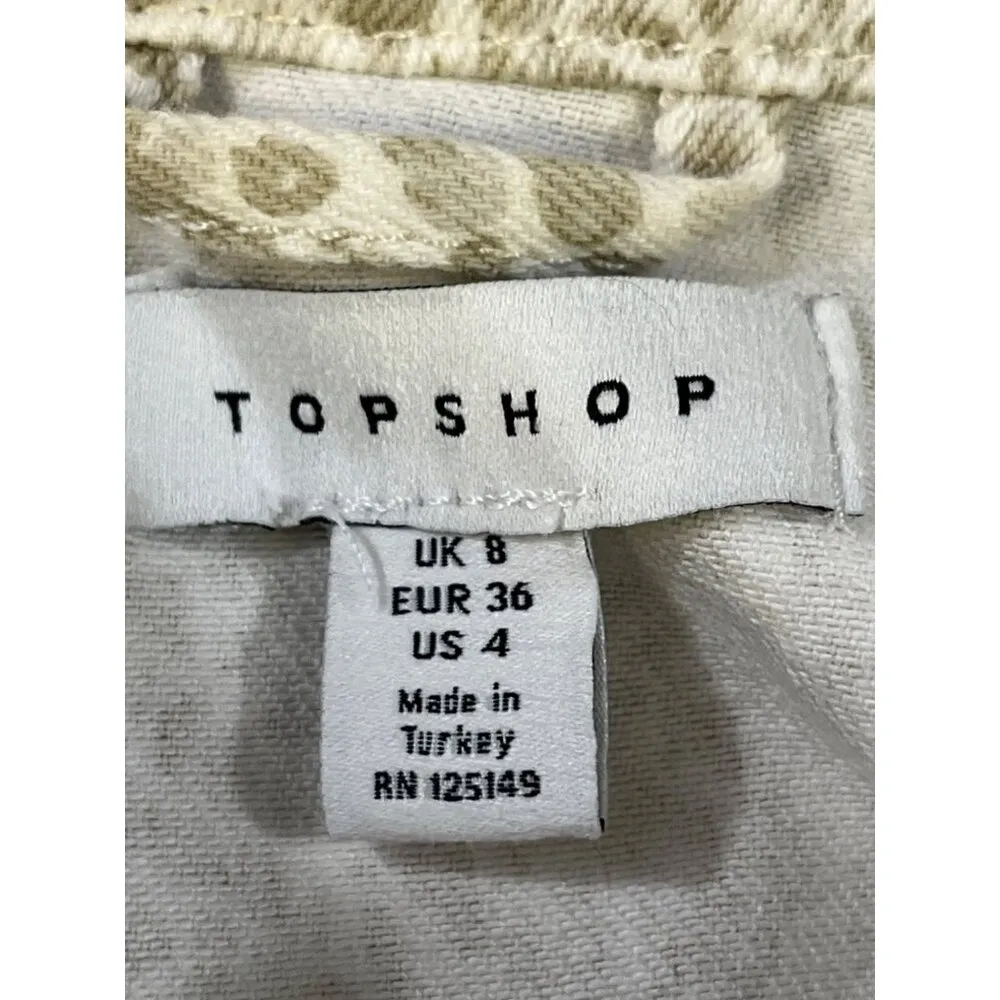 TOPSHOP
UK 8
EUR 36
US 4
Made in
Turkey
RN 125149